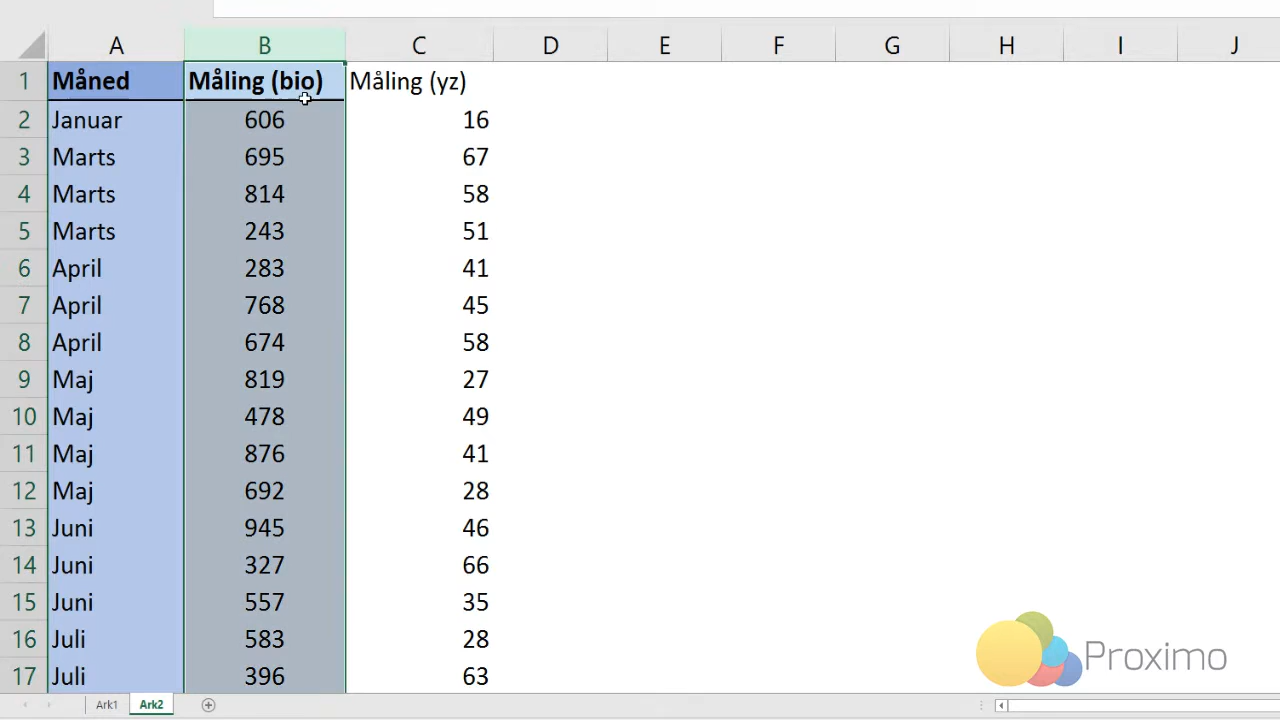 A B C D E F G H I J
1 Måned Måling (bio) Måling (yz)
2 Januar 606 16
3 Marts 695 67
4 Marts 814 58
5 Marts 243 51
6 April 283 41
7 April 768 45
8 April 674 58
9 Maj 819 27
10 Maj 478 49
11 Maj 876 41
12 Maj 692 28
13 Juni 945 46
14 Juni 327 66
15 Juni 557 35
16 Juli 583 28
17 Juli 396 63
Proximo
Ark1 Ark2